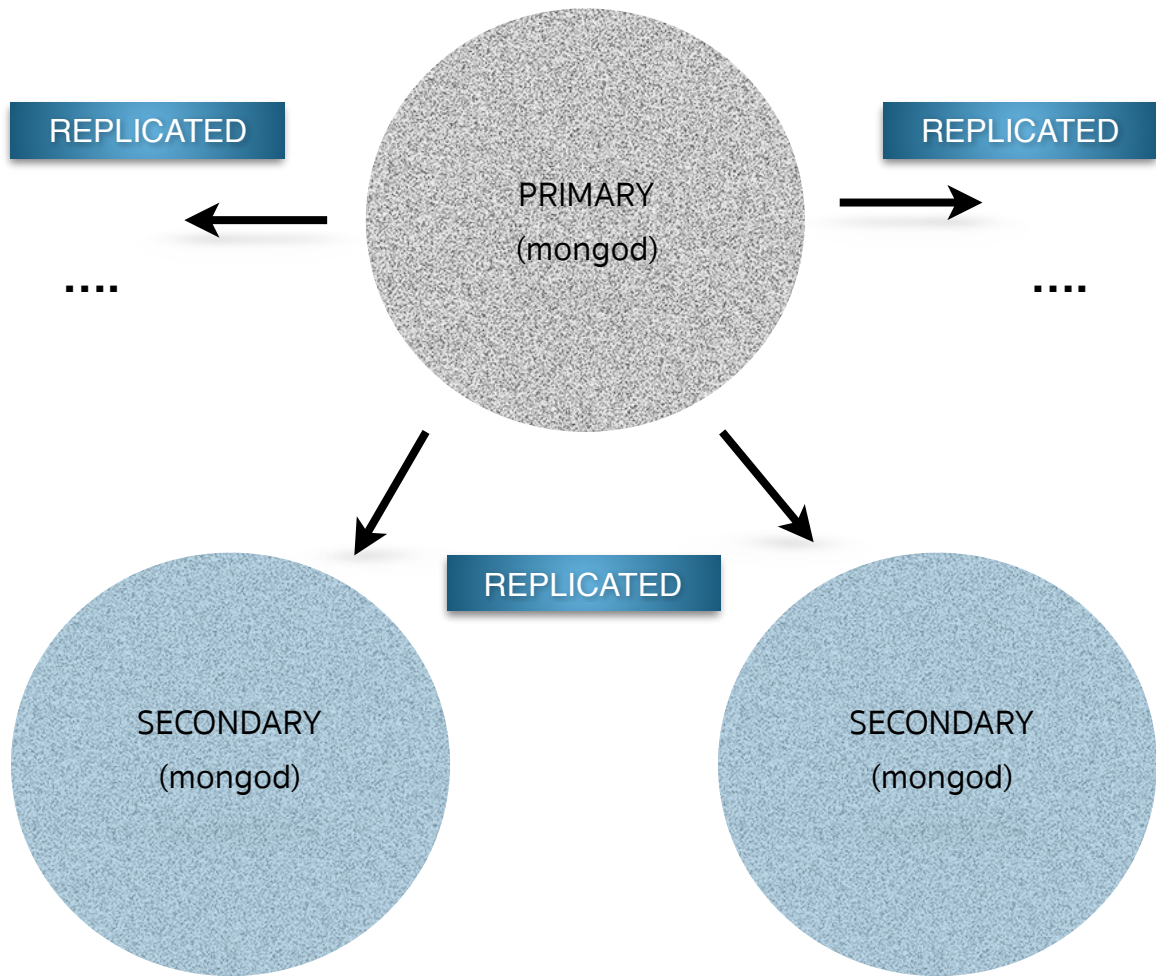 REPLICATED
REPLICATED
PRIMARY
(mongod)
....
....
REPLICATED
SECONDARY
(mongod)
SECONDARY
(mongod)